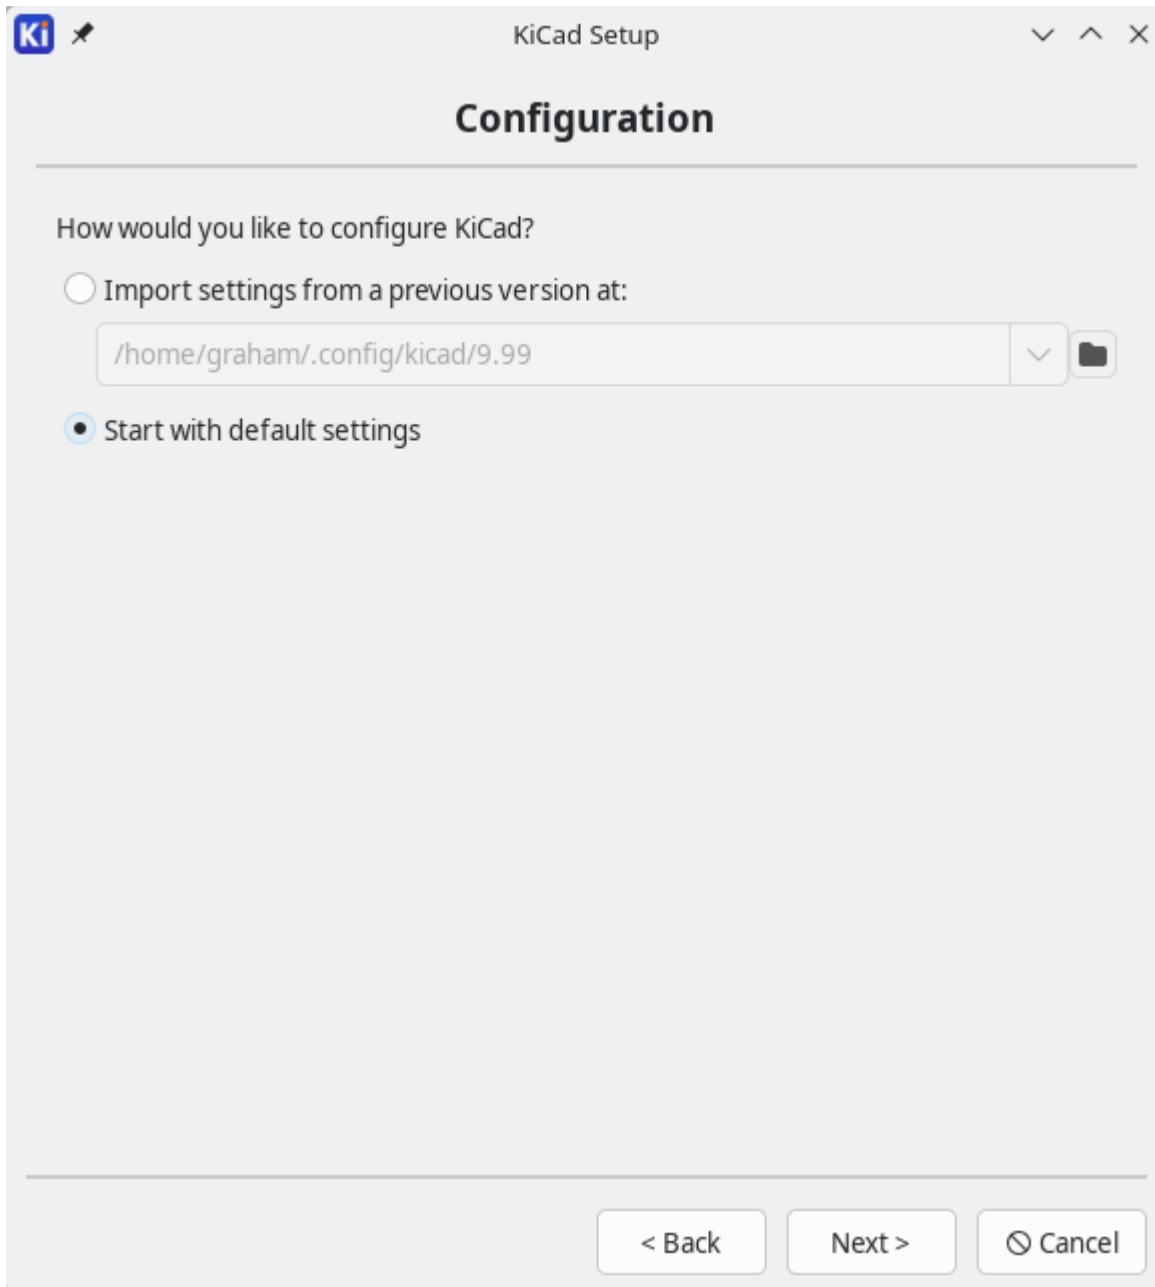 Ki
KiCad Setup
Configuration
How would you like to configure KiCad?
Import settings from a previous version at:
/home/graham/.config/kicad/9.99
Start with default settings
< Back
Next >
Cancel